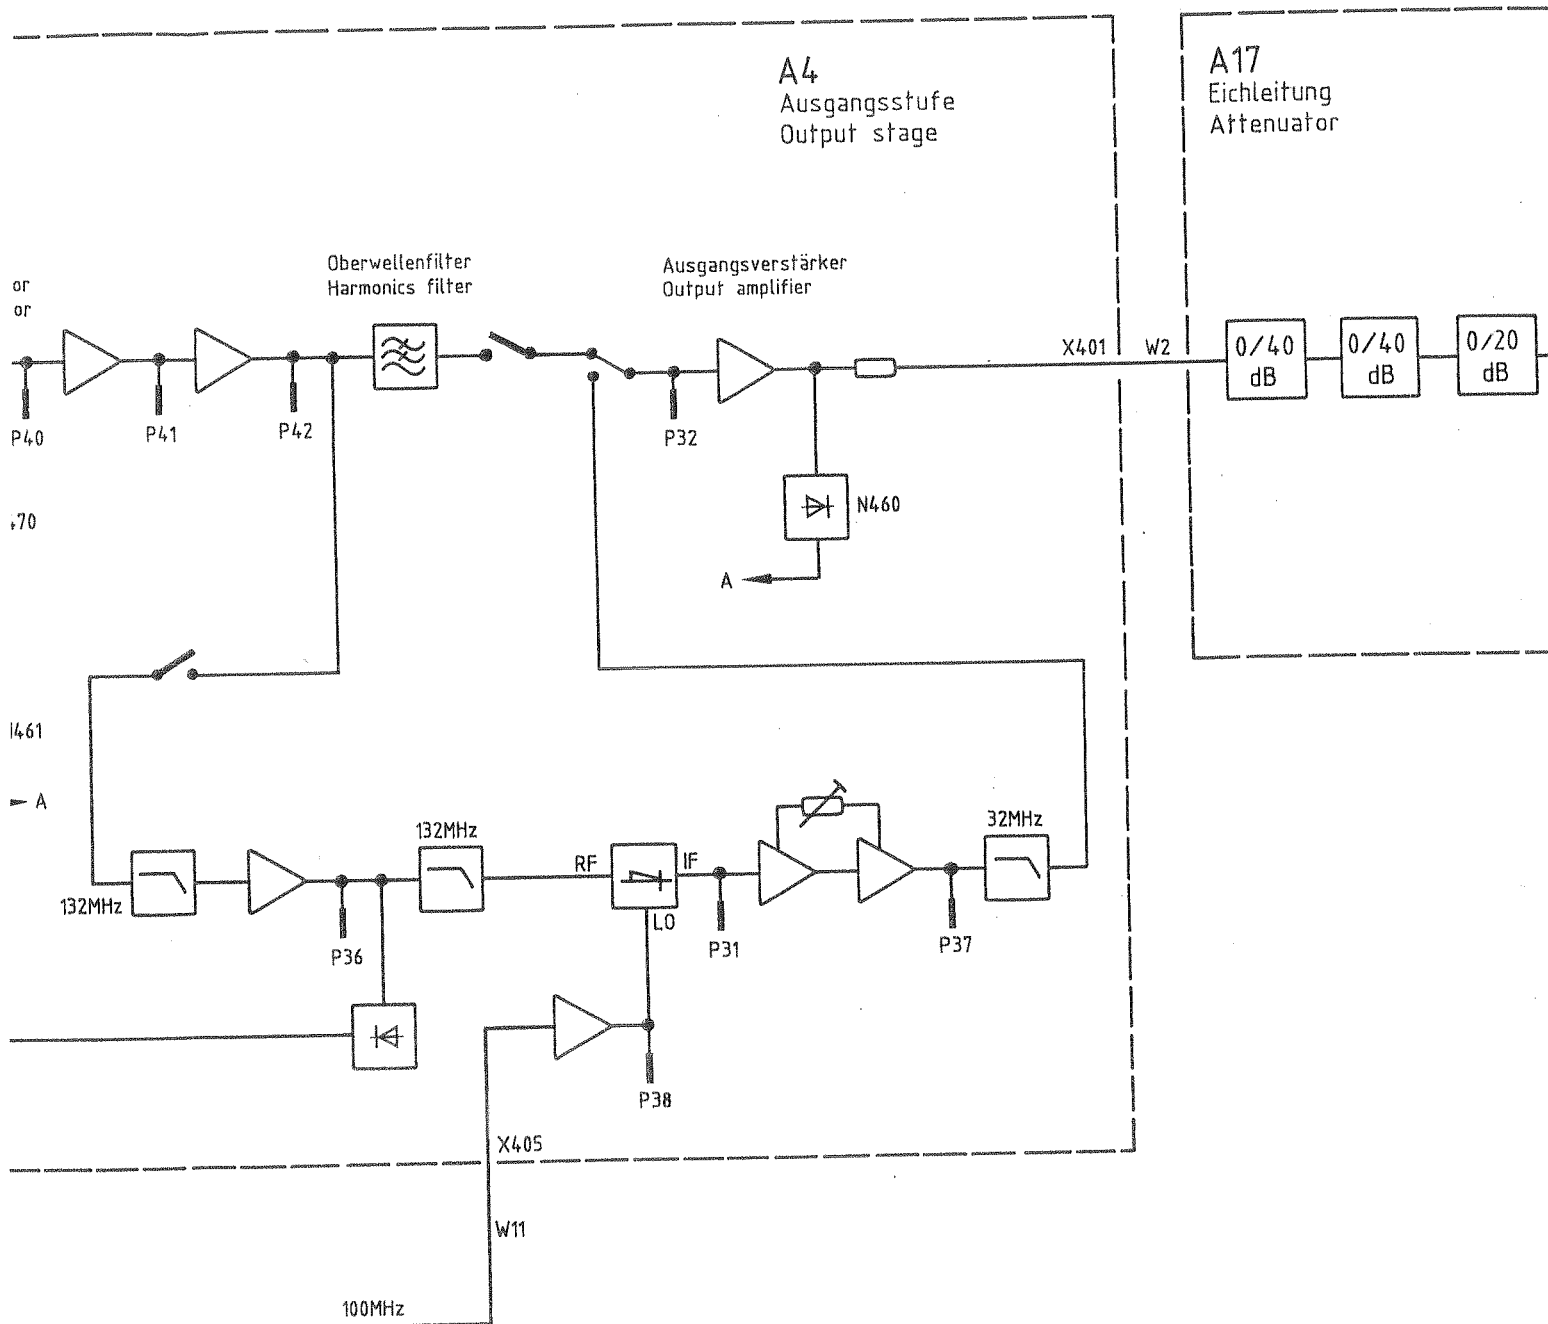 A4
Ausgangsstufe
Output stage
A17
Eichleitung
Attenuator
Oberwellenfilter
Harmonics filter
Ausgangsverstärker
Output amplifier
or
or
X401
W2
0/40
dB
0/40
dB
0/20
dB
P40
P41
P42
P32
N460
470
A
461
A
132MHz
32MHz
RF
IF
LO
132MHz
P36
P31
P37
P38
X405
W11
100MHz